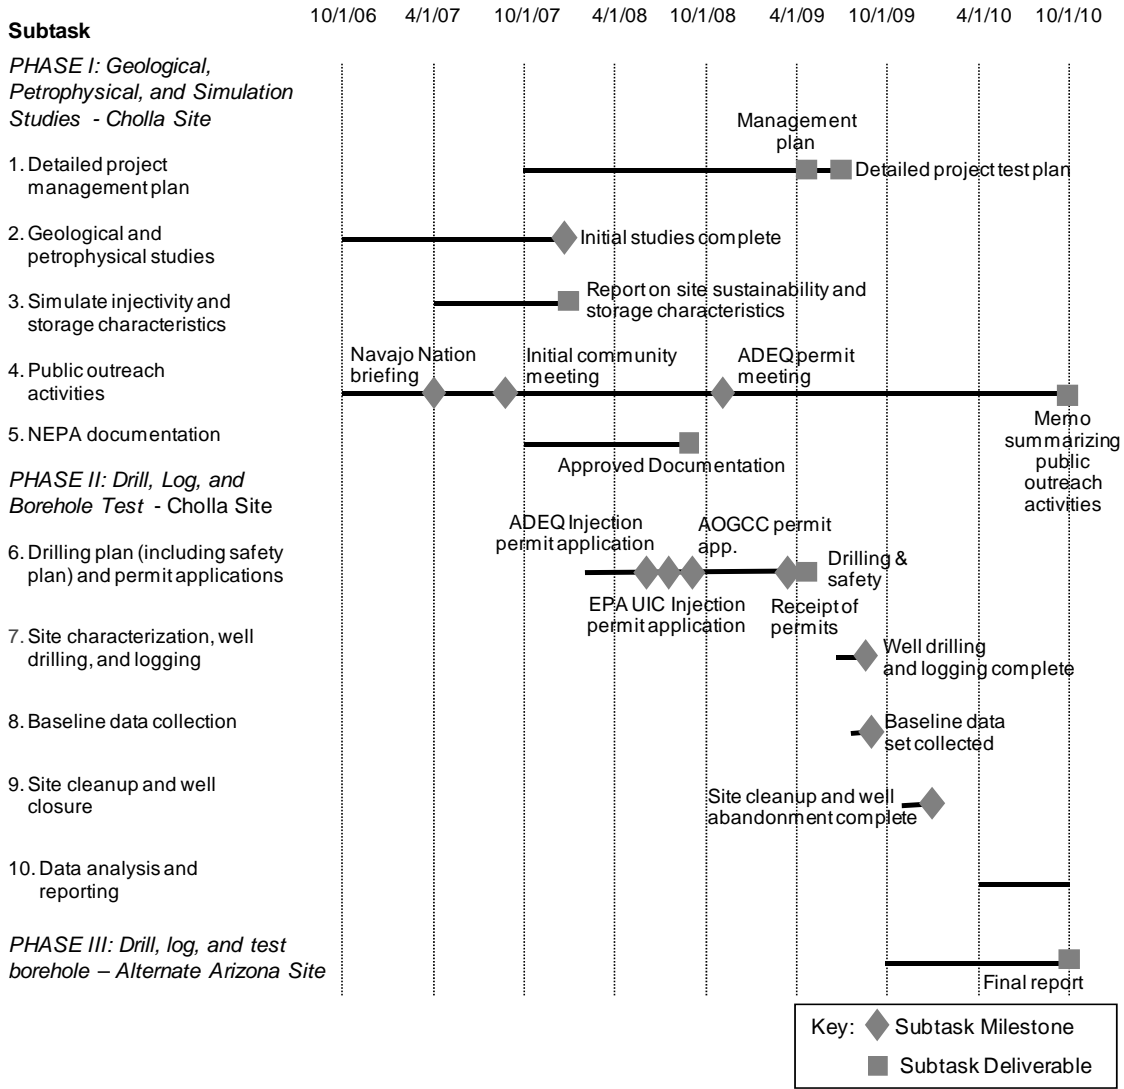 10/1/06 4/1/07 10/1/07 4/1/08 10/1/08 4/1/09 10/1/09 4/1/10 10/1/10
Subtask
PHASE I: Geological,
Petrophysical, and Simulation
Studies - Cholla Site
Management
plan
1. Detailed project
management plan
Detailed project test plan
2. Geological and
petrophysical studies
Initial studies complete
3. Simulate injectivity and
storage characteristics
Report on site sustainability and
storage characteristics
4. Public outreach
activities
Navajo Nation
briefing
Initial community
meeting
ADEQ permit
meeting
Memo
summarizing
public
outreach
activities
5. NEPA documentation
Approved Documentation
PHASE II: Drill, Log, and
Borehole Test - Cholla Site
6. Drilling plan (including safety
plan) and permit applications
ADEQ Injection
permit application
AOGCC permit
app.
Drilling &
safety
EPA UIC Injection
permit application
Receipt of
permits
7. Site characterization, well
drilling, and logging
Well drilling
and logging complete
8. Baseline data collection
Baseline data
set collected
9. Site cleanup and well
closure
Site cleanup and well
abandonment complete
10. Data analysis and
reporting
PHASE III: Drill, log, and test
borehole – Alternate Arizona Site
Final report
Key: Subtask Milestone
Subtask Deliverable